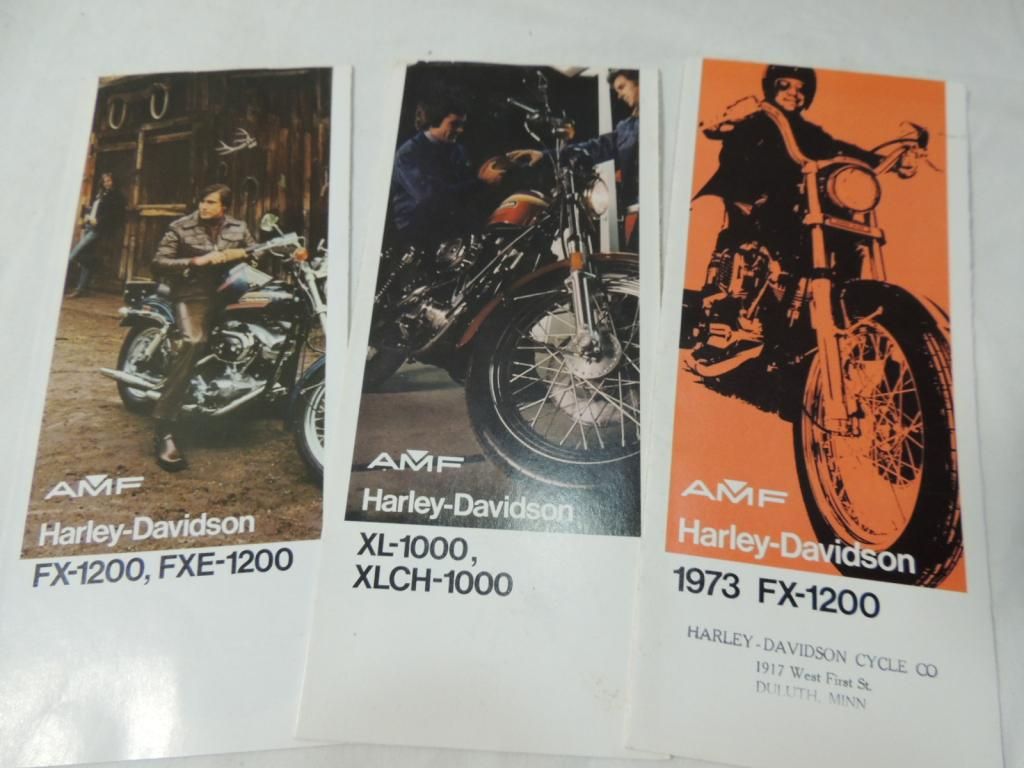 AMF
Harley-Davidson
FX-1200, FXE-1200
AMF
Harley-Davidson
XL-1000,
XLCH-1000
AMF
Harley-Davidson
1973 FX-1200
HARLEY-DAVIDSON CYCLE CO
1917 West First St.
DULUTH, MINN